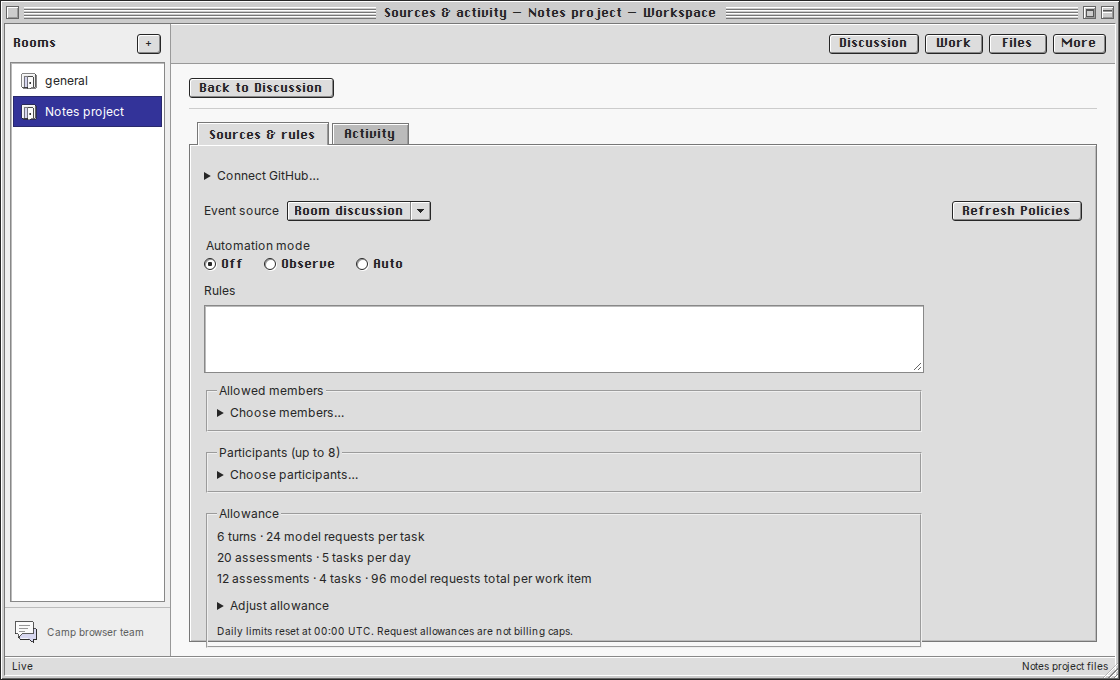 Sources & activity — Notes project — Workspace
Rooms
+
Discussion
Work
Files
More
general
Notes project
Back to Discussion
Sources & rules
Activity
Connect GitHub...
Event source
Room discussion
Refresh Policies
Automation mode
Off
Observe
Auto
Rules
Allowed members
Choose members...
Participants (up to 8)
Choose participants...
Allowance
6 turns · 24 model requests per task
20 assessments · 5 tasks per day
12 assessments · 4 tasks · 96 model requests total per work item
Adjust allowance
Daily limits reset at 00:00 UTC. Request allowances are not billing caps.
Camp browser team
Live
Notes project files